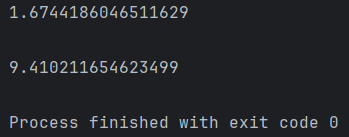 1.6744186046511629
9.410211654623499
Process finished with exit code 0